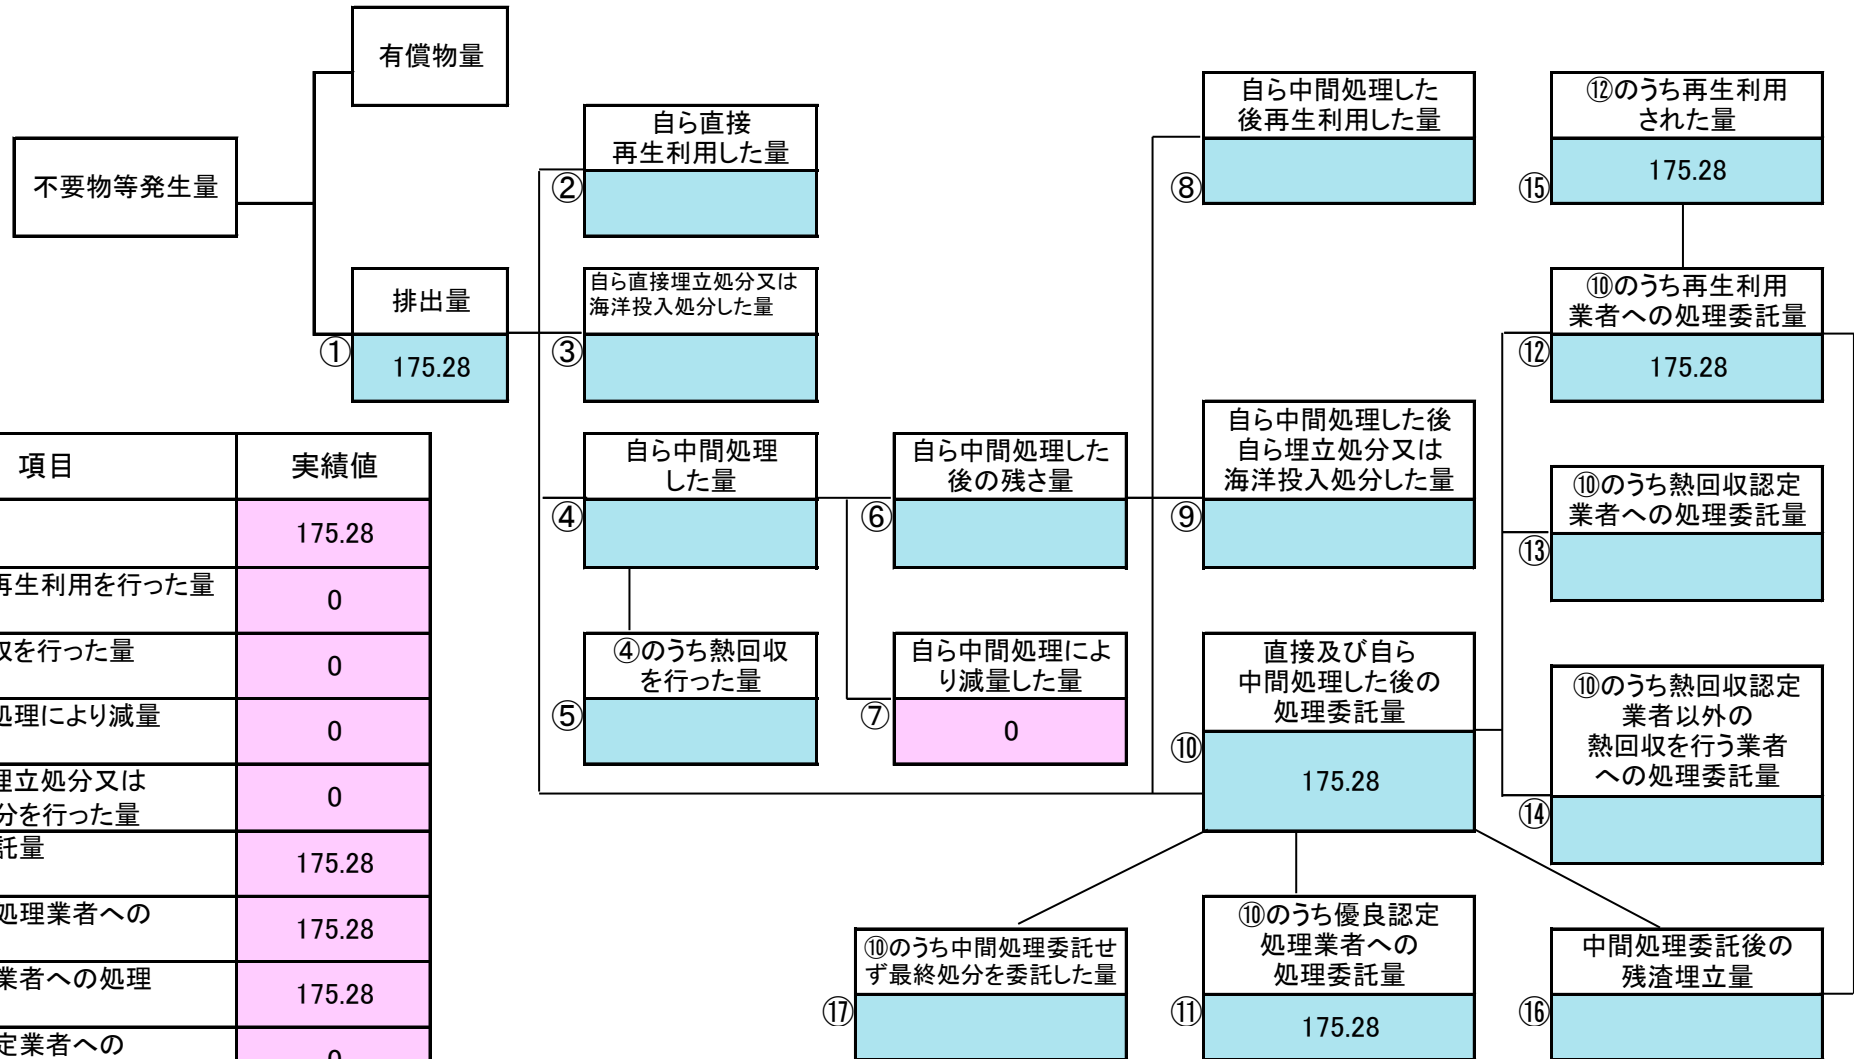 有償物量
不要物等発生量
排出量
①
175.28
自ら直接
再生利用した量
②
自ら直接埋立処分又は
海洋投入処分した量
③
自ら中間処理
した量
④
④のうち熱回収
を行った量
⑤
自ら中間処理した
後の残さ量
⑥
自ら中間処理によ
り減量した量
⑦
0
自ら中間処理した
後再生利用した量
⑧
自ら中間処理した後
自ら埋立処分又は
海洋投入処分した量
⑨
直接及び自ら
中間処理した後の
処理委託量
⑩
175.28
⑫のうち再生利用
された量
⑮
175.28
⑩のうち再生利用
業者への処理委託量
⑫
175.28
⑩のうち熱回収認定
業者への処理委託量
⑬
⑩のうち熱回収認定
業者以外の
熱回収を行う業者
への処理委託量
⑭
⑩のうち中間処理委託せ
ず最終処分を委託した量
⑰
⑩のうち優良認定
処理業者への
処理委託量
⑪
175.28
中間処理委託後の
残渣埋立量
⑯
項目
実績値
175.28
再生利用を行った量
0
収を行った量
0
処理により減量
0
埋立処分又は
分を行った量
0
託量
175.28
処理業者への
175.28
業者への処理
175.28
定業者への
0